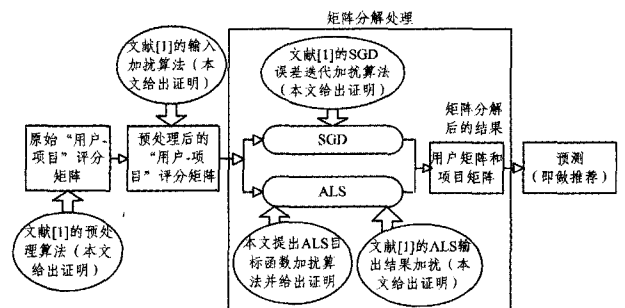 矩阵分解处理
文献[1]的输入
加扰算法（本
文给出证明）
文献[1]的SGD
误差迭代加扰算法
（本文给出证明）
原始“用户-
项目”评分
矩阵
预处理后的
“用户-项
目”评分矩阵
SGD
ALS
矩阵分解
后的结果
用户矩阵和
项目矩阵
预测
（即做推荐）
文献[1]的预处
理算法（本文
给出证明）
本文提出ALS目
标函数加扰算
法并给出证明
文献[1]的ALS输
出结果加扰（本
文给出证明）